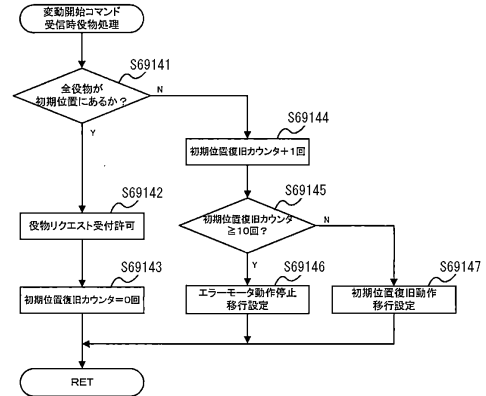 変動開始コマンド
受信時役物処理
S69141
全役物が
初期位置にあるか?
N
Y
S69144
初期位置復旧カウンタ+1回
S69142
役物リクエスト受付許可
S69145
初期位置復旧カウンタ
≧10回?
N
Y
S69143
初期位置復旧カウンタ=0回
S69146
エラーモータ動作停止
移行設定
S69147
初期位置復旧動作
移行設定
RET